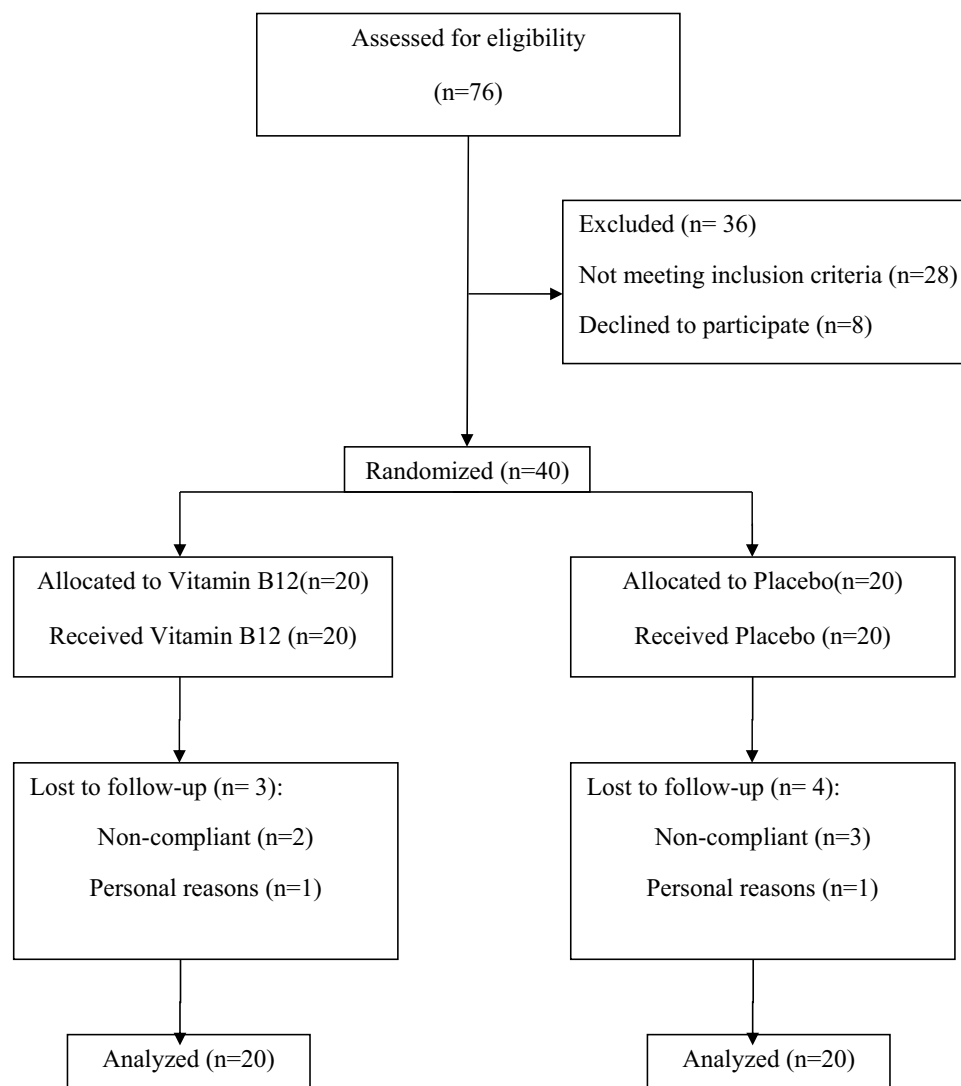 Assessed for eligibility
(n=76)
Excluded (n= 36)
Not meeting inclusion criteria (n=28)
Declined to participate (n=8)
Randomized (n=40)
Allocated to Vitamin B12(n=20)
Received Vitamin B12 (n=20)
Allocated to Placebo(n=20)
Received Placebo (n=20)
Lost to follow-up (n= 3):
Non-compliant (n=2)
Personal reasons (n=1)
Lost to follow-up (n= 4):
Non-compliant (n=3)
Personal reasons (n=1)
Analyzed (n=20)
Analyzed (n=20)